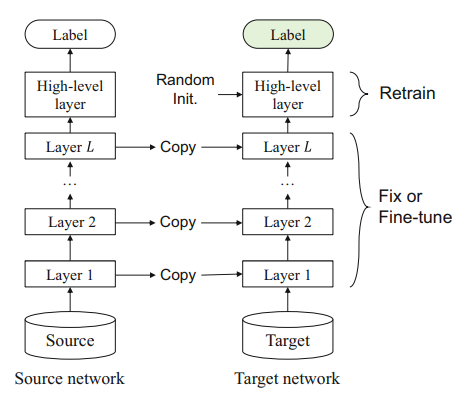 Label
Label
High-level
layer
Random
Init.
High-level
layer
Retrain
Layer L
Copy
Layer L
...
...
Fix or
Fine-tune
Layer 2
Copy
Layer 2
Layer 1
Copy
Layer 1
Source
Target
Source network
Target network